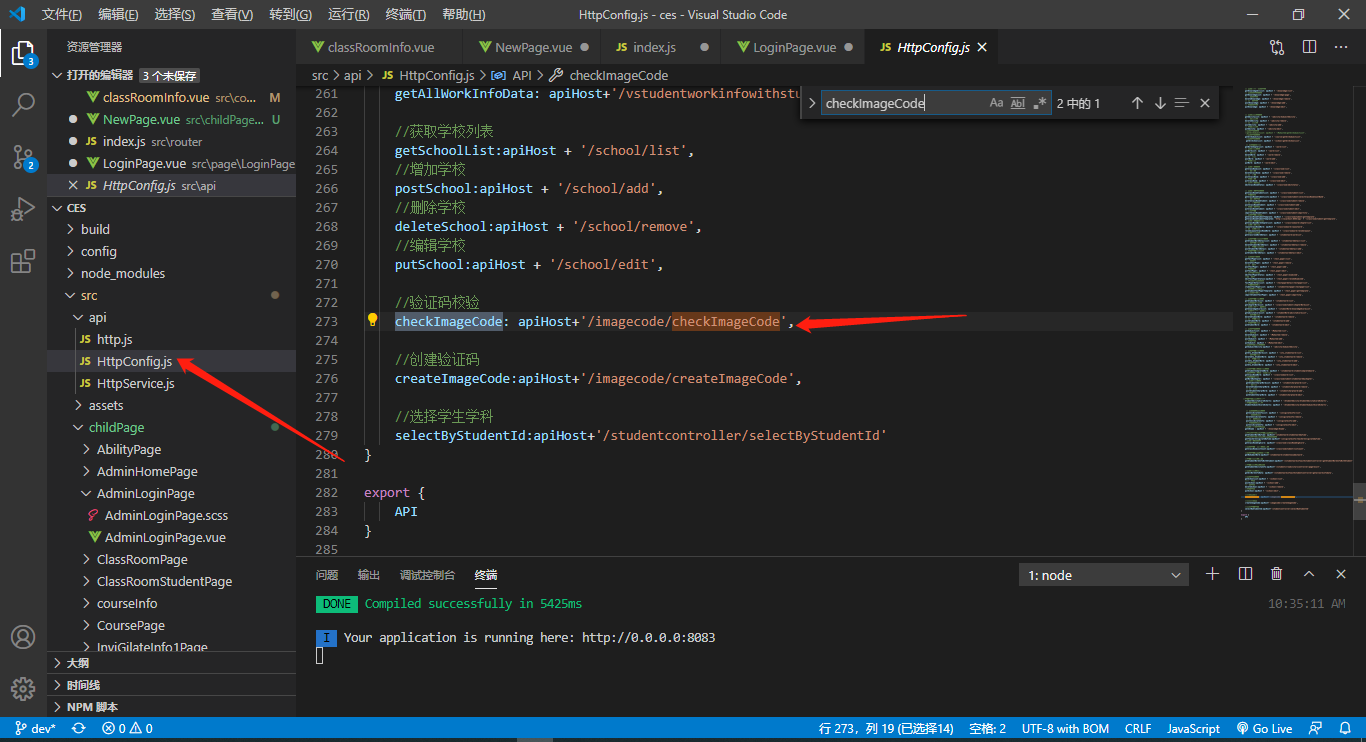 文件(F) 编辑(E) 选择(S) 查看(V) 转到(G) 运行(R) 终端(T) 帮助(H) HttpConfig.js - ces - Visual Studio Code
资源管理器
打开的编辑器 3 个未保存
classRoomInfo.vue src\co... M
NewPage.vue src\childPage... U
index.js src\router
LoginPage.vue src\page\LoginPage
HttpConfig.js src\api
CES
build
config
node_modules
src
api
http.js
HttpConfig.js
HttpService.js
assets
childPage
AbilityPage
AdminHomePage
AdminLoginPage
AdminLoginPage.scss
AdminLoginPage.vue
ClassRoomPage
ClassRoomStudentPage
courseInfo
CoursePage
InviGilateInfo1Page
大纲
时间线
NPM 脚本
3
2
classRoomInfo.vue NewPage.vue index.js LoginPage.vue HttpConfig.js
src > api > JS HttpConfig.js > API > checkImageCode
checkImageCode Aa Abl .* 2 中的 1
261 getAllWorkInfoData: apiHost+'/vstudentworkinfowithstu
262
263 //获取学校列表
264 getSchoolList:apiHost + '/school/list',
265 //增加学校
266 postSchool:apiHost + '/school/add',
267 //删除学校
268 deleteSchool:apiHost + '/school/remove',
269 //编辑学校
270 putSchool:apiHost + '/school/edit',
271
272 //验证码校验
273 checkImageCode: apiHost+'/imagecode/checkImageCode',
274
275 //创建验证码
276 createImageCode:apiHost+'/imagecode/createImageCode',
277
278 //选择学生学科
279 selectByStudentId:apiHost+'/studentcontroller/selectByStudentId'
280 }
281
282 export {
283 API
284 }
285
问题 输出 调试控制台 终端 1: node
DONE Compiled successfully in 5425ms 10:35:11 AM
I Your application is running here: http://0.0.0.0:8083
dev* 0 0 行 273，列 19 (已选择14) 空格: 2 UTF-8 with BOM CRLF JavaScript Go Live